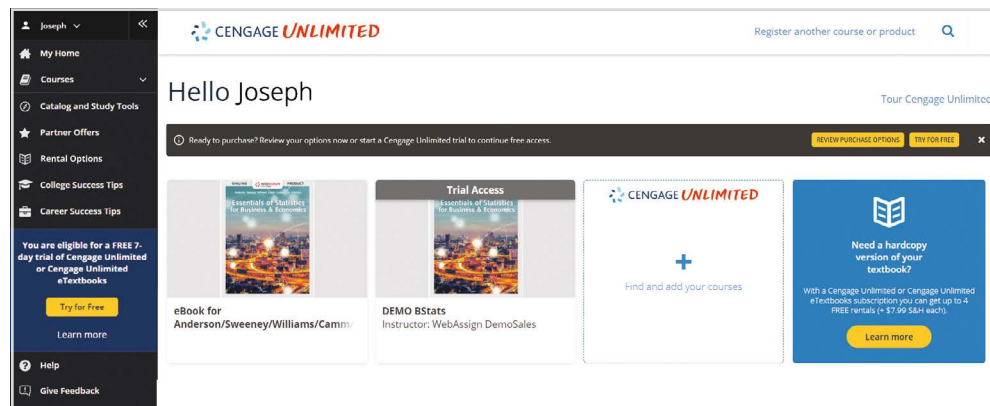 Joseph
My Home
Courses
Catalog and Study Tools
Partner Offers
Rental Options
College Success Tips
Career Success Tips
You are eligible for a FREE 7-
day trial of Cengage Unlimited
or Cengage Unlimited
eTextbooks
Try for Free
Learn more
Help
Give Feedback
CENGAGE UNLIMITED
Register another course or product
Hello Joseph
Tour Cengage Unlimited
Ready to purchase? Review your options now or start a Cengage Unlimited trial to continue free access.
REVIEW PURCHASE OPTIONS
TRY FOR FREE
Essentials of Statistics
for Business & Economics
eBook for
Anderson/Sweeney/Williams/Camm/
Trial Access
Essentials of Statistics
for Business & Economics
DEMO BStats
Instructor: WebAssign DemoSales
CENGAGE UNLIMITED
Find and add your courses
Need a hardcopy
version of your
textbook?
With a Cengage Unlimited or Cengage Unlimited
eTextbooks subscription you can get up to 4
FREE rentals (+ $7.99 S&H each).
Learn more